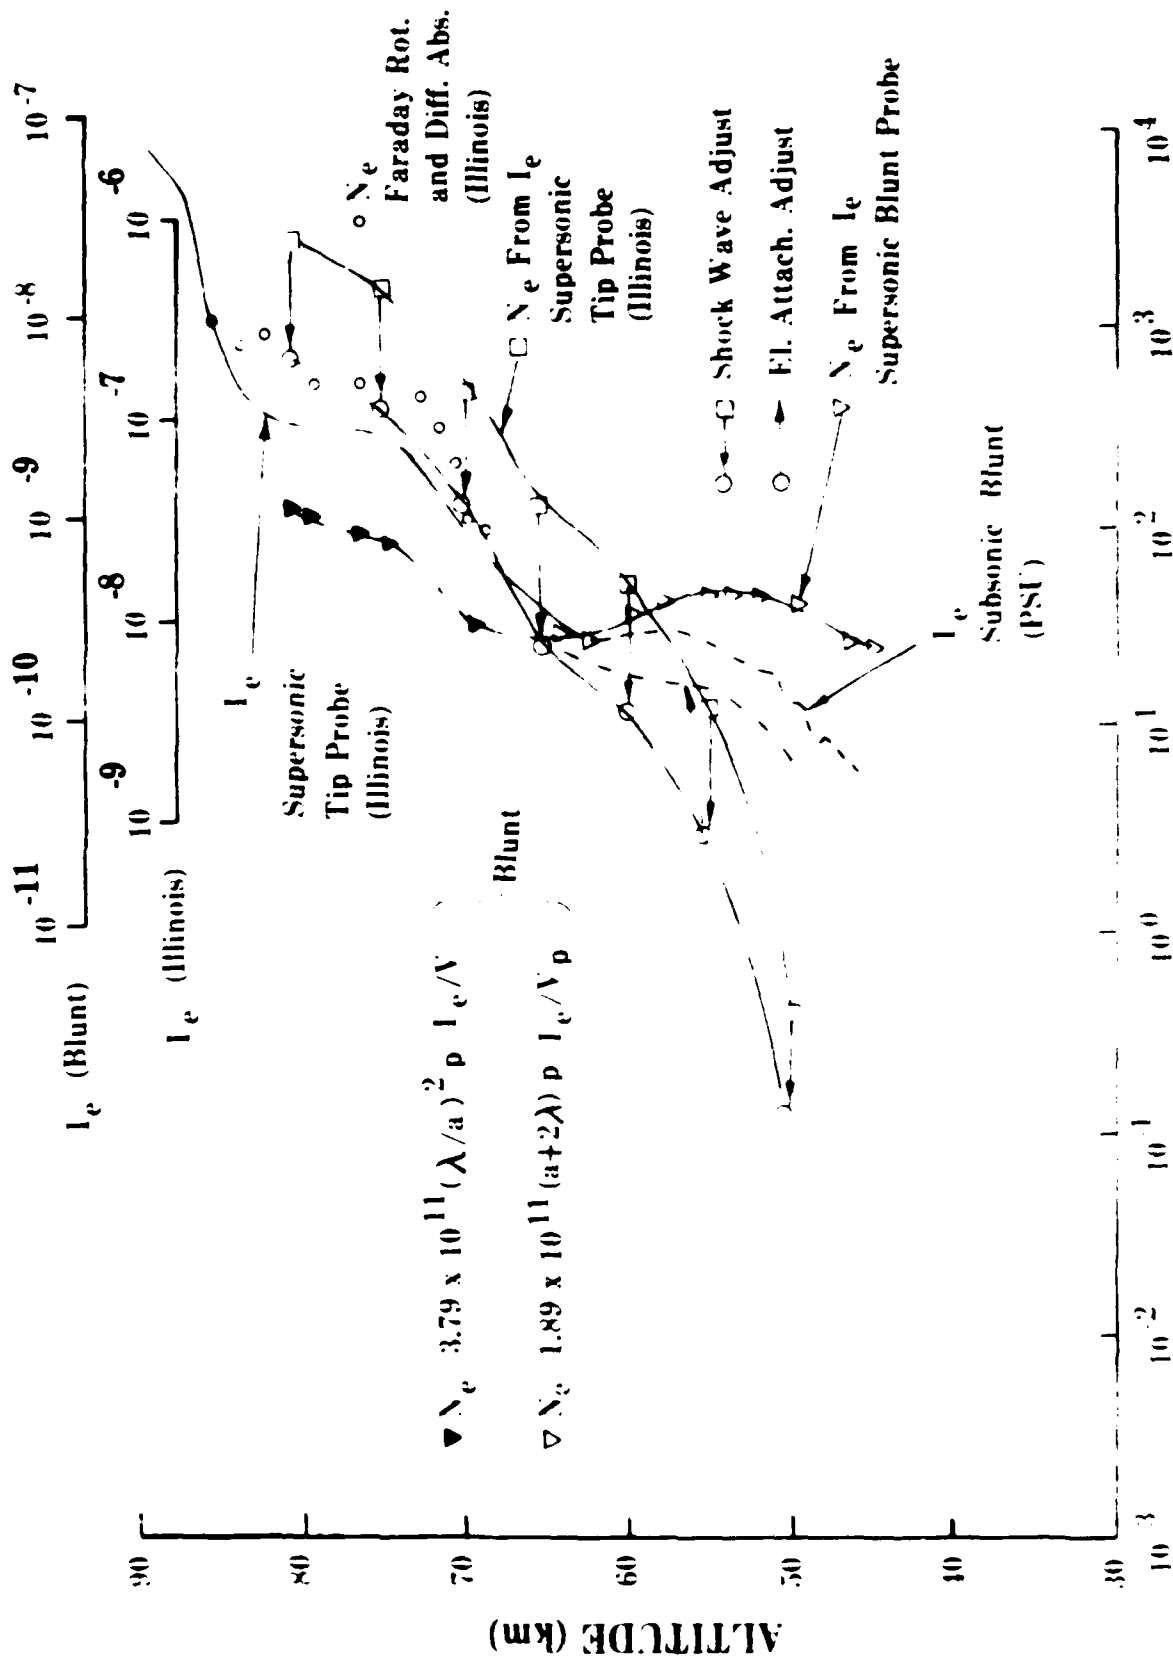 I_e (Blunt)
10^-11 10^-10 10^-9 10^-8 10^-7
I_e (Illinois)
10^-9 10^-8 10^-7 10^-6
I_e
Supersonic
Tip Probe
(Illinois)
○ N_e
Faraday Rot.
and Diff. Abs.
(Illinois)
□ N_e From I_e
Supersonic
Tip Probe
(Illinois)
▼ N_e 3.79 x 10^11 (λ/a)^2 p I_e/V
▽ N_e 1.89 x 10^11 (a+2λ) p I_e/V_p
Blunt
Shock Wave Adjust
El. Attach. Adjust
▽ N_e From I_e
Supersonic Blunt Probe
I_e
Subsonic Blunt
(PSU)
ALTITUDE (km)
90
80
70
60
50
40
30
10^3 10^-2 10^-1 10^0 10^1 10^2 10^3 10^4